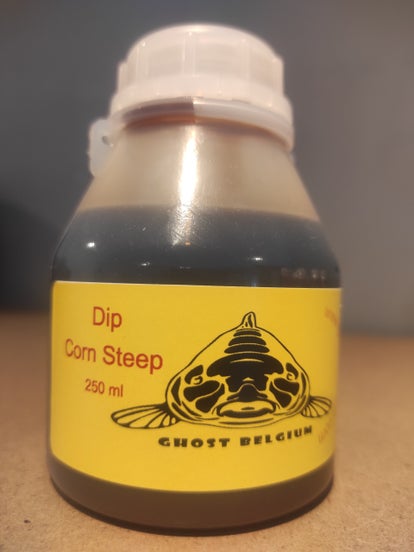 Dip
Corn Steep
250 ml
GHOST BELGIUM